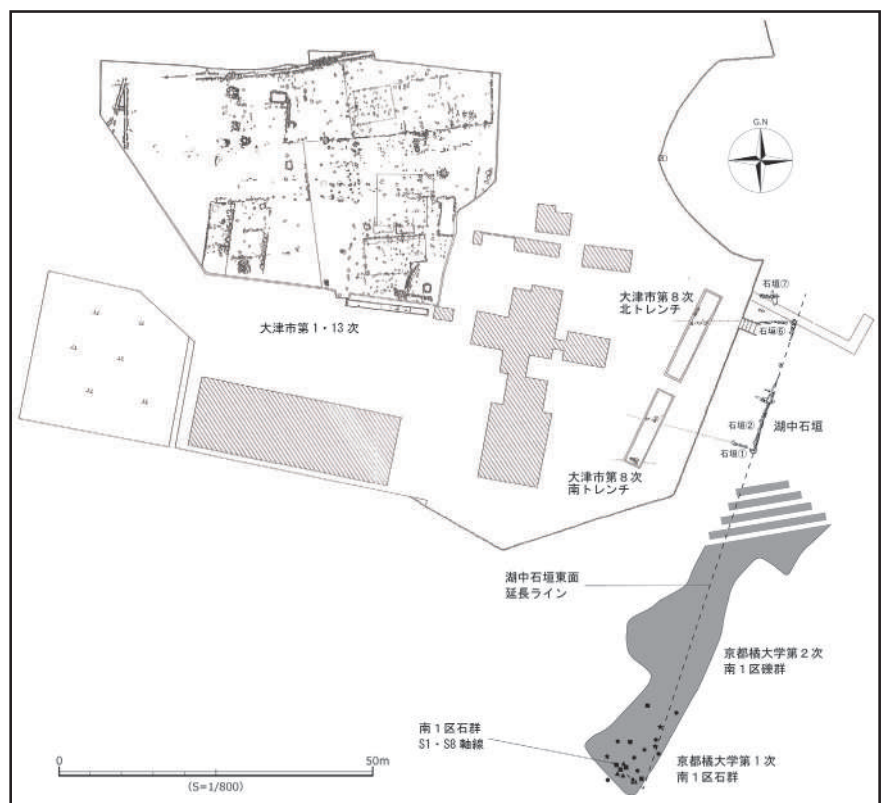 G.N
大津市第8次
北トレンチ
石垣⑦
石垣⑥
大津市第1・13次
石垣②
湖中石垣
石垣①
大津市第8次
南トレンチ
湖中石垣東面
延長ライン
京都橘大学第2次
南1区礫群
南1区石群
S1・S8 軸線
京都橘大学第1次
南1区石群
0
50m
(S=1/800)